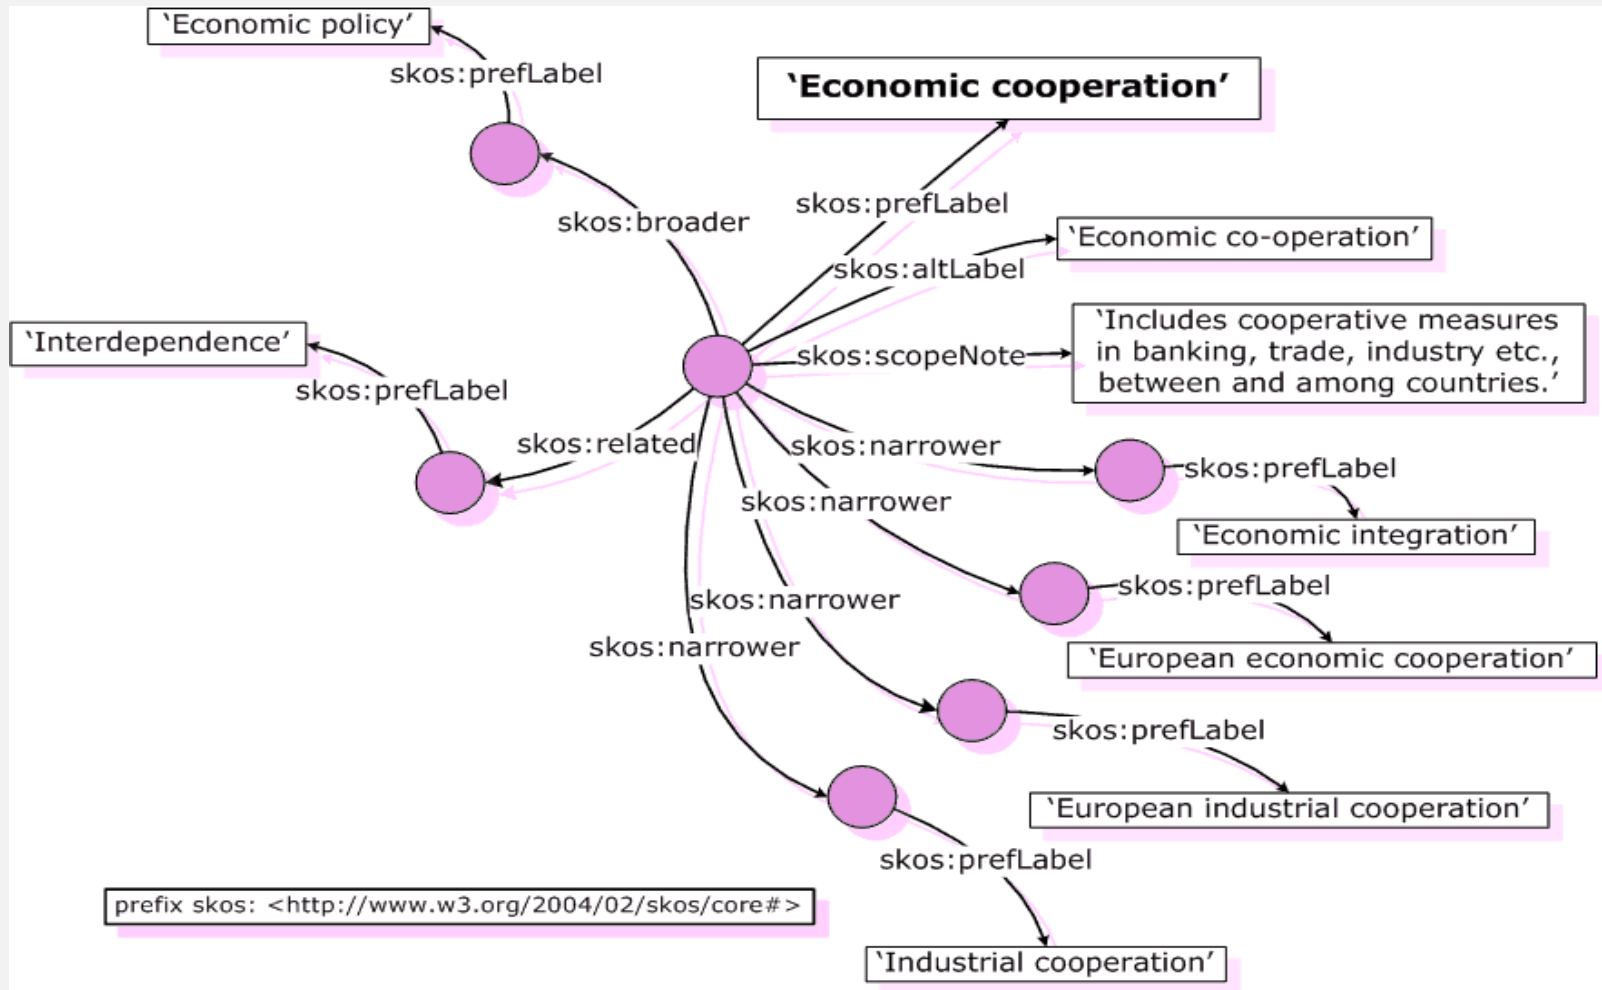 ‘Economic policy’
skos:prefLabel
‘Economic cooperation’
skos:prefLabel
skos:broader
‘Economic co-operation’
skos:altLabel
‘Includes cooperative measures
in banking, trade, industry etc.,
between and among countries.’
skos:scopeNote
‘Interdependence’
skos:prefLabel
skos:related
skos:narrower
skos:prefLabel
‘Economic integration’
skos:narrower
skos:prefLabel
‘European economic cooperation’
skos:narrower
skos:prefLabel
‘European industrial cooperation’
skos:narrower
skos:prefLabel
‘Industrial cooperation’
prefix skos: <http://www.w3.org/2004/02/skos/core#>